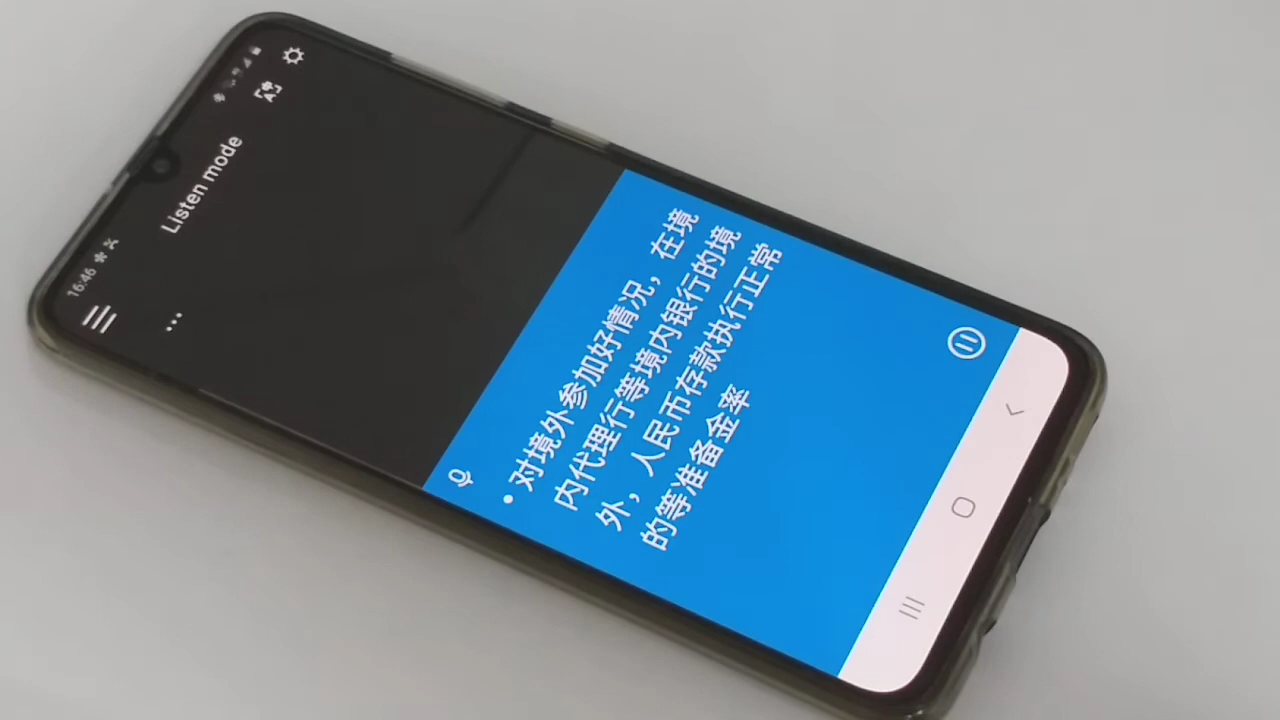 16:46
Listen mode
对境外参加好情况，在境
内代理行等境内银行的境
外，人民币存款执行正常
的等准备金率